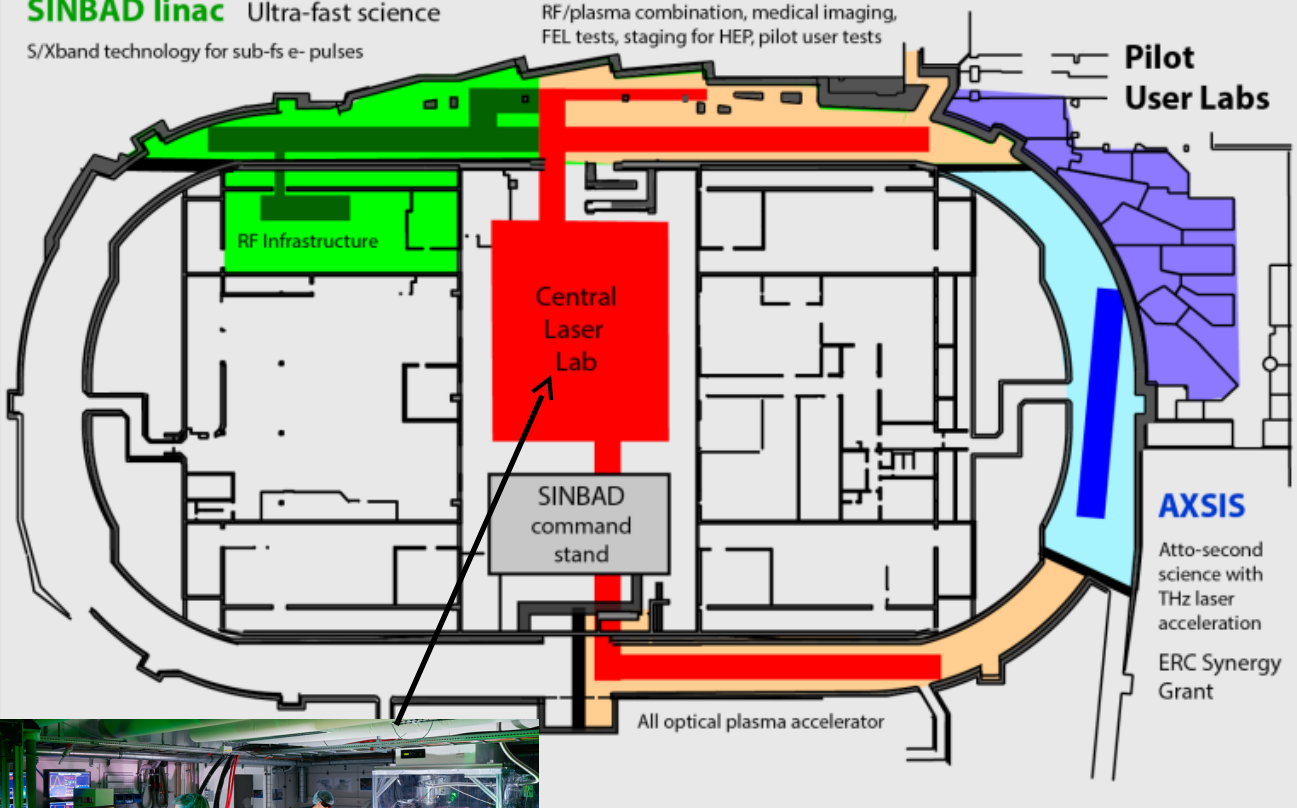 SINBAD linac Ultra-fast science
S/Xband technology for sub-fs e- pulses
RF/plasma combination, medical imaging,
FEL tests, staging for HEP, pilot user tests
Pilot
User Labs
RF Infrastructure
Central
Laser
Lab
SINBAD
command
stand
AXSIS
Atto-second
science with
THz laser
acceleration
ERC Synergy
Grant
All optical plasma accelerator